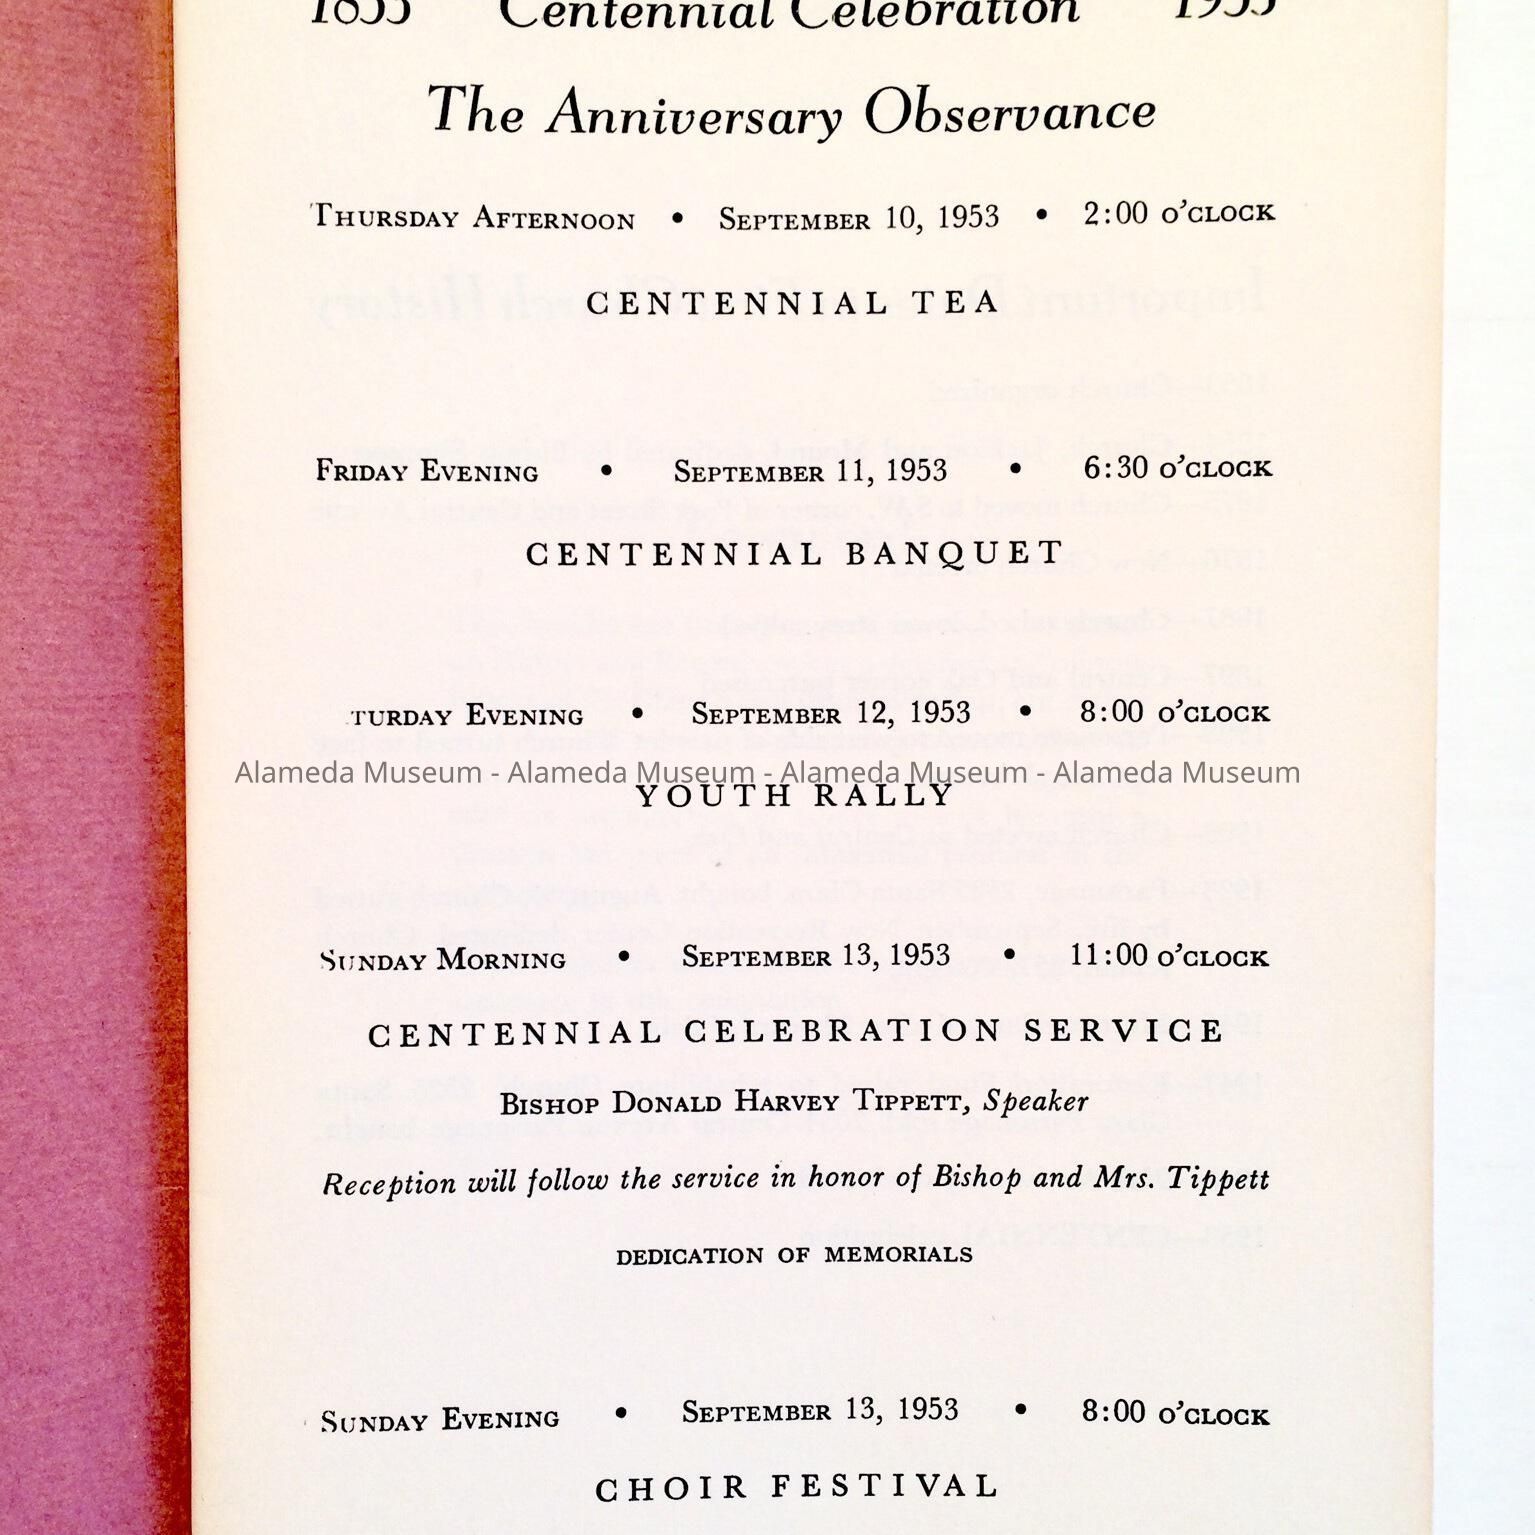 1853 Centennial Celebration 1953
The Anniversary Observance
Thursday Afternoon • September 10, 1953 • 2:00 o'clock
CENTENNIAL TEA
Friday Evening • September 11, 1953 • 6:30 o'clock
CENTENNIAL BANQUET
turday Evening • September 12, 1953 • 8:00 o'clock
Alameda Museum - Alameda Museum - Alameda Museum - Alameda Museum
YOUTH RALLY
Sunday Morning • September 13, 1953 • 11:00 o'clock
CENTENNIAL CELEBRATION SERVICE
Bishop Donald Harvey Tippett, Speaker
Reception will follow the service in honor of Bishop and Mrs. Tippett
DEDICATION OF MEMORIALS
Sunday Evening • September 13, 1953 • 8:00 o'clock
CHOIR FESTIVAL